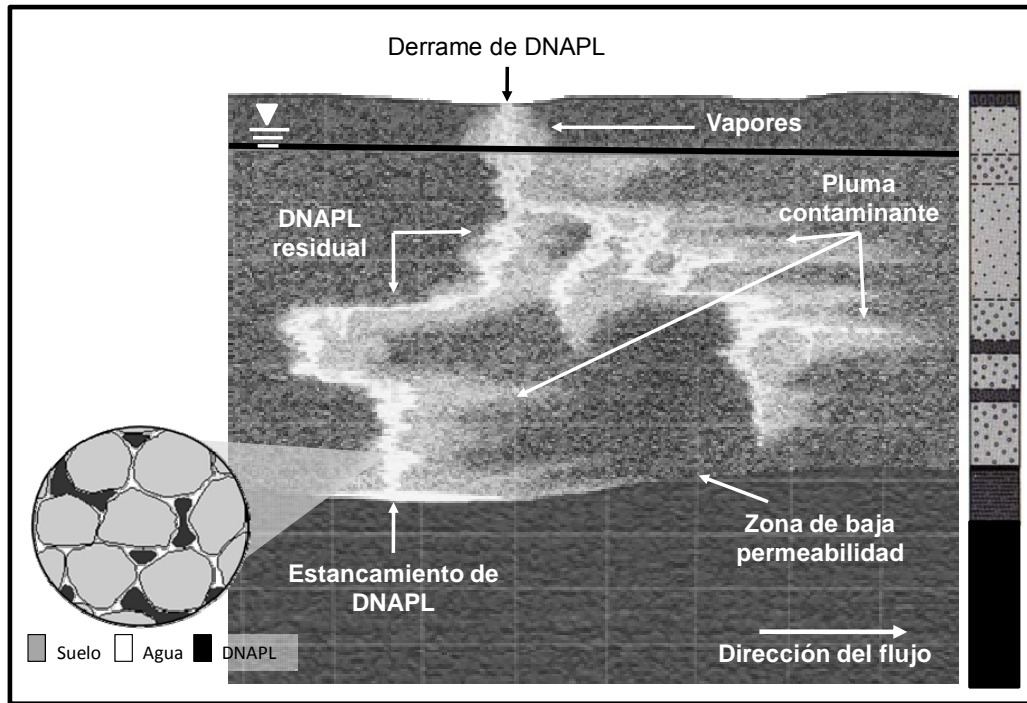 Derrame de DNAPL
Vapores
Pluma
contaminante
DNAPL
residual
Zona de baja
permeabilidad
Estancamiento de
DNAPL
Suelo Agua DNAPL
Dirección del flujo